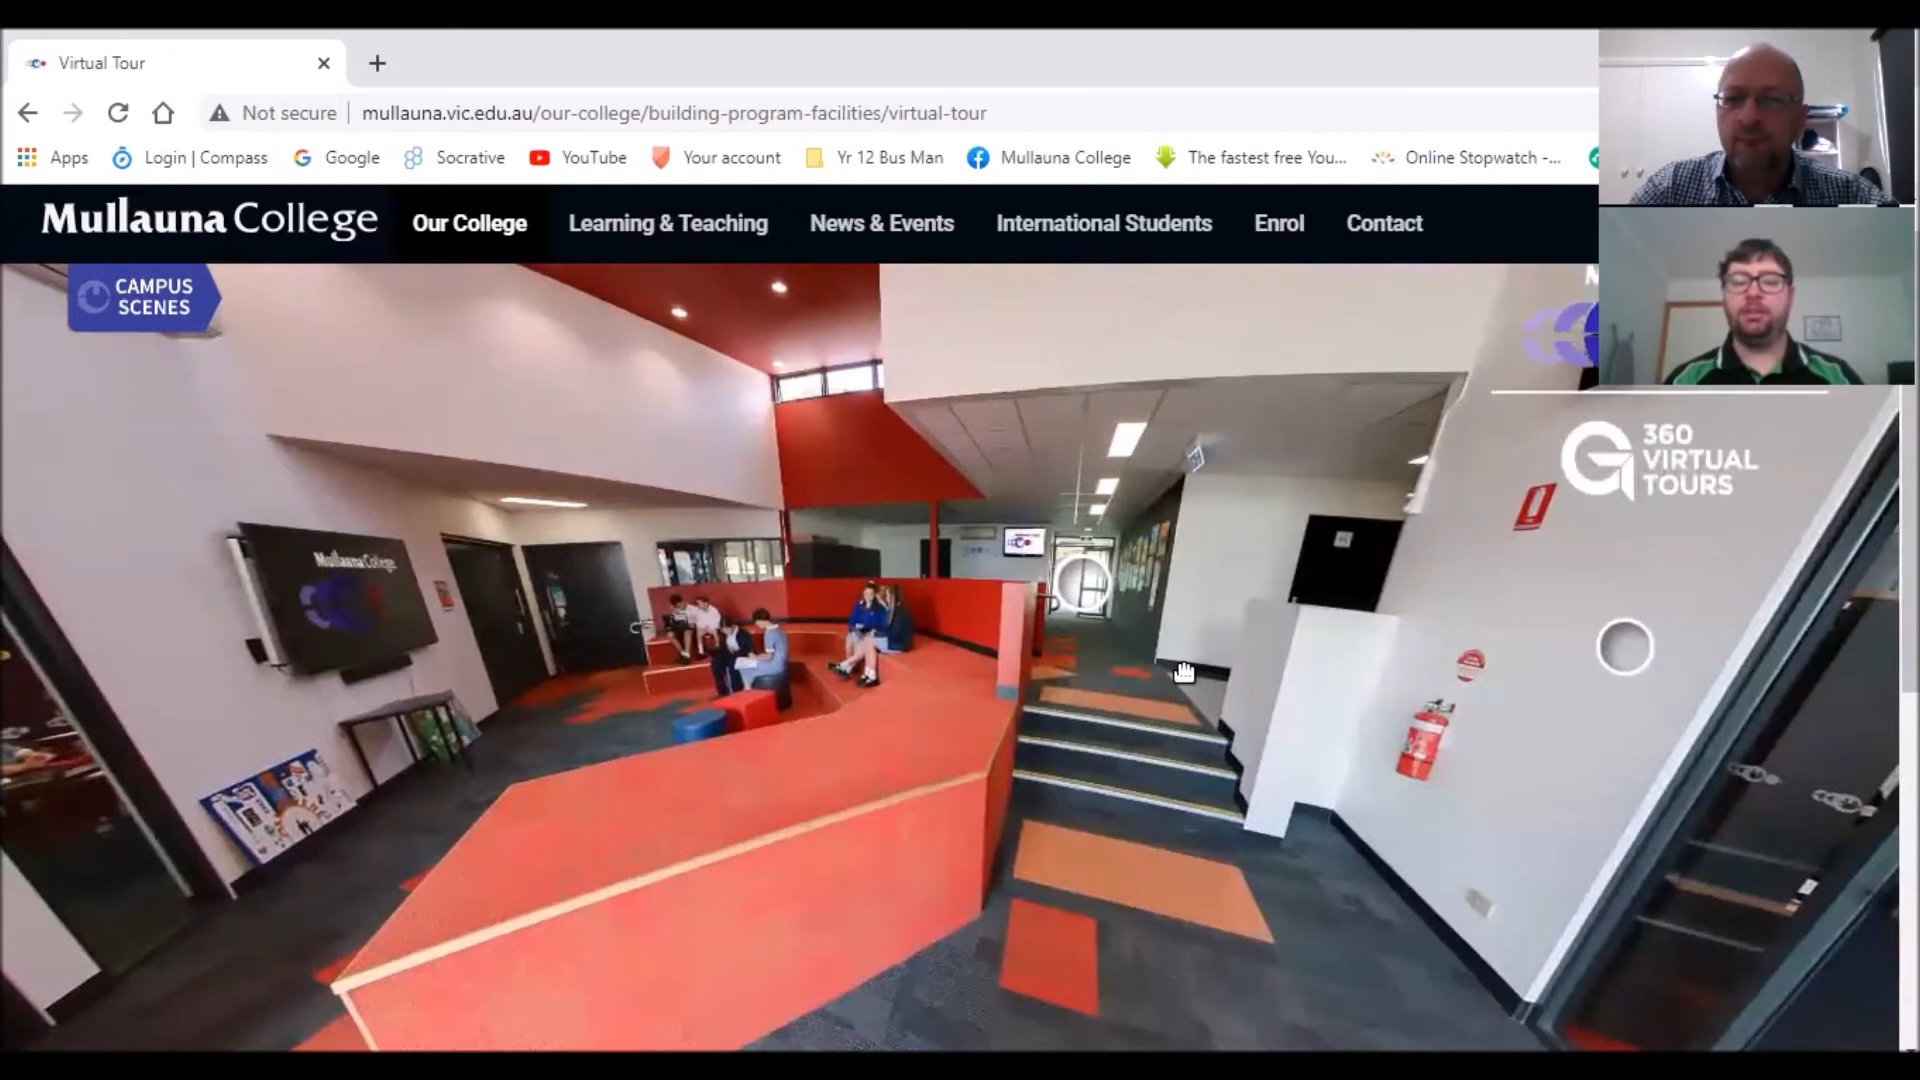 Virtual Tour
Not secure
mullauna.vic.edu.au/our-college/building-program-facilities/virtual-tour
Apps
Login | Compass
Google
Socrative
YouTube
Your account
Yr 12 Bus Man
Mullauna College
The fastest free You...
Online Stopwatch -...
Mullauna College
Our College
Learning & Teaching
News & Events
International Students
Enrol
Contact
CAMPUS
SCENES
360
VIRTUAL
TOURS
Mullauna College